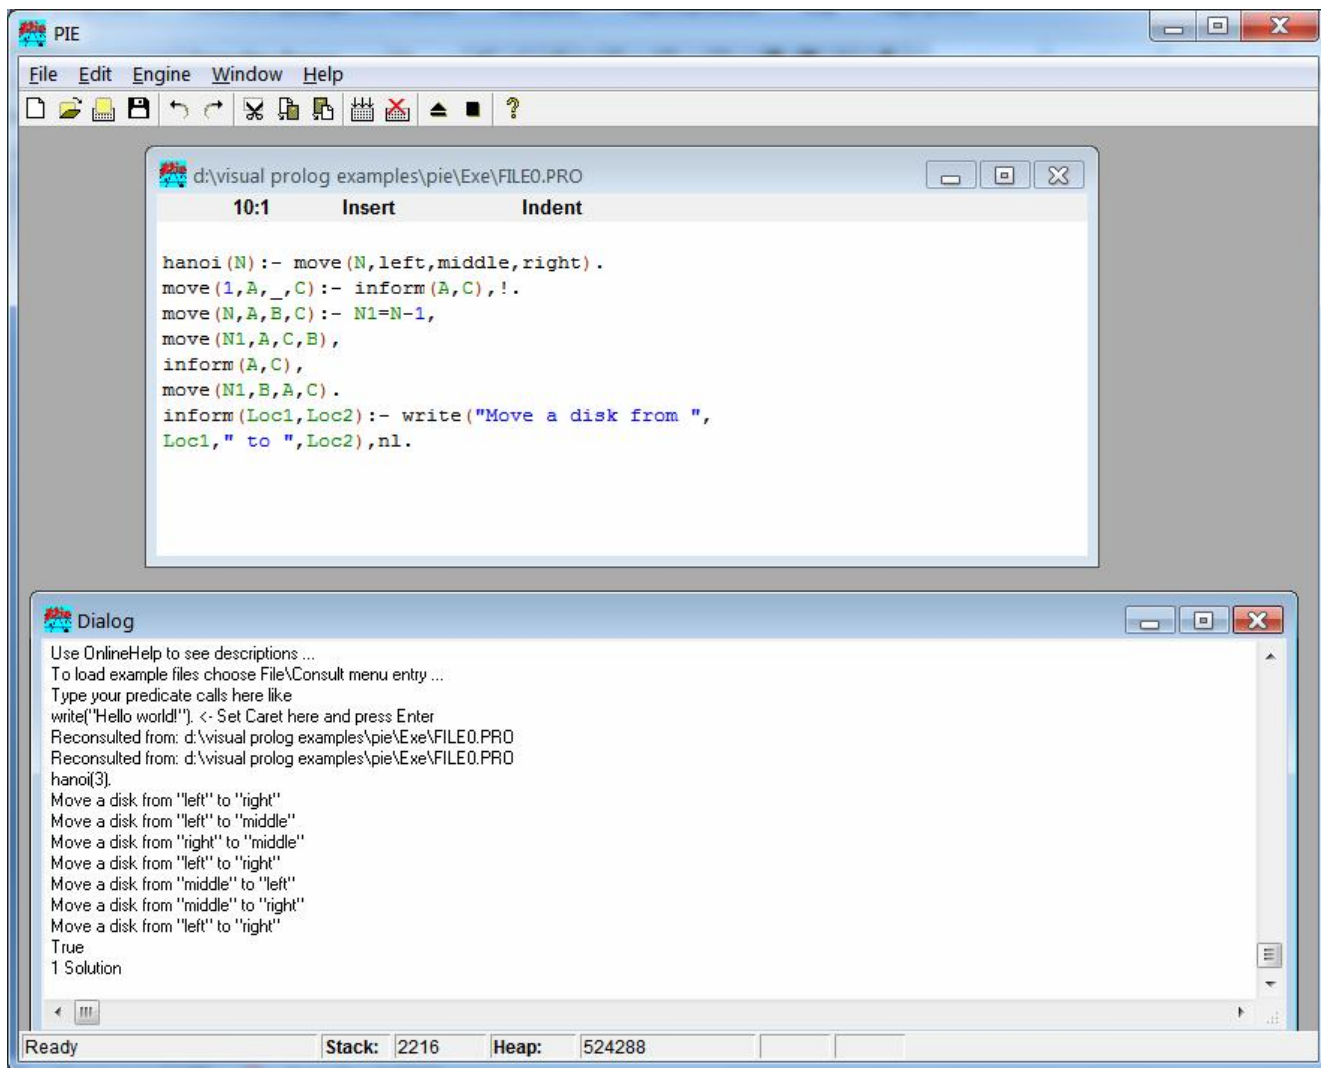 PIE
File Edit Engine Window Help
d:\visual prolog examples\pie\Exe\FILE0.PRO
10:1 Insert Indent
hanoi(N):- move(N,left,middle,right).
move(1,A,_,C):- inform(A,C),!.
move(N,A,B,C):- N1=N-1,
move(N1,A,C,B),
inform(A,C),
move(N1,B,A,C).
inform(Loc1,Loc2):- write("Move a disk from ",
Loc1," to ",Loc2),nl.
Dialog
Use OnlineHelp to see descriptions ...
To load example files choose File\Consult menu entry ...
Type your predicate calls here like
write("Hello world!"). <- Set Caret here and press Enter
Reconsulted from: d:\visual prolog examples\pie\Exe\FILE0.PRO
Reconsulted from: d:\visual prolog examples\pie\Exe\FILE0.PRO
hanoi(3).
Move a disk from "left" to "right"
Move a disk from "left" to "middle"
Move a disk from "right" to "middle"
Move a disk from "left" to "right"
Move a disk from "middle" to "left"
Move a disk from "middle" to "right"
Move a disk from "left" to "right"
True
1 Solution
Ready Stack: 2216 Heap: 524288